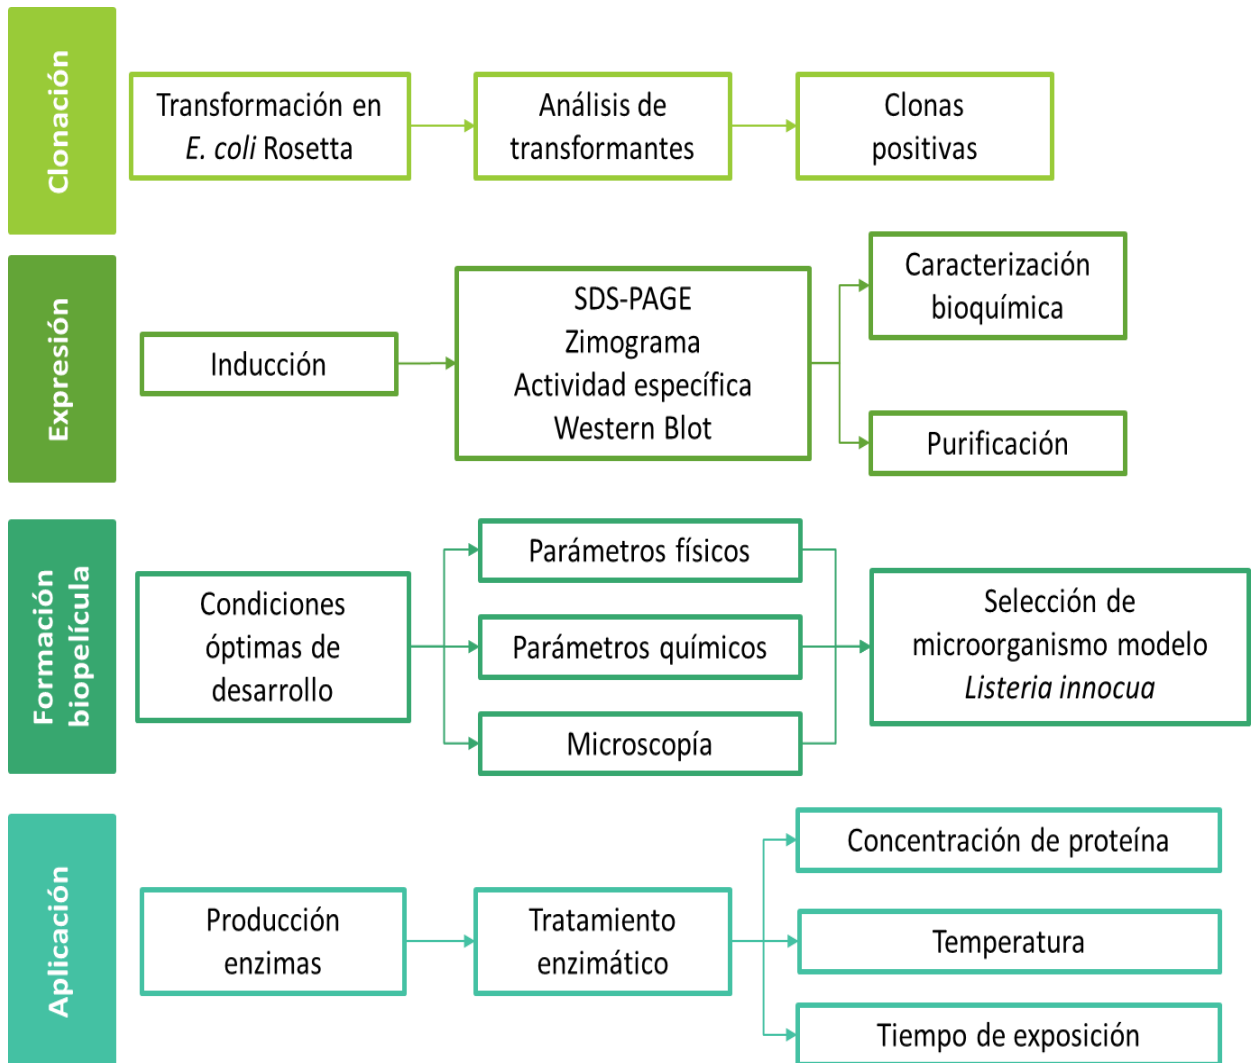 Clonación
Transformación en
E. coli Rosetta
Análisis de
transformantes
Clonas
positivas
Expresión
Inducción
SDS-PAGE
Zimograma
Actividad específica
Western Blot
Caracterización
bioquímica
Purificación
Formación
biopelícula
Condiciones
óptimas de
desarrollo
Parámetros físicos
Parámetros químicos
Microscopía
Selección de
microorganismo modelo
Listeria innocua
Aplicación
Producción
enzimas
Tratamiento
enzimático
Concentración de proteína
Temperatura
Tiempo de exposición